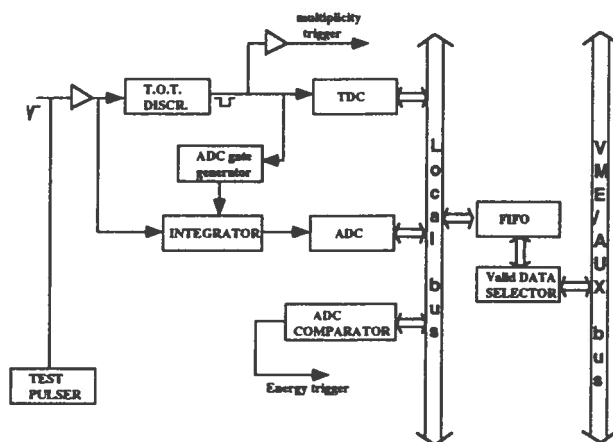 multiplicity
trigger
T.O.T.
DISCR.
TDC
ADC gate
generator
INTEGRATOR
ADC
ADC
COMPARATOR
Energy trigger
TEST
PULSER
Local bus
FIFO
Valid DATA
SELECTOR
VME/AUX bus